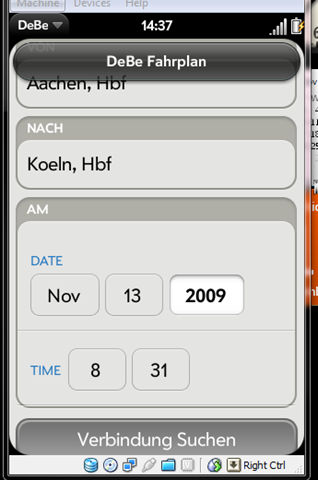 Machine Devices Help
DeBe 14:37
VON
DeBe Fahrplan
Aachen, Hbf
NACH
Koeln, Hbf
AM
DATE
Nov 13 2009
TIME 8 31
Verbindung Suchen
Right Ctrl